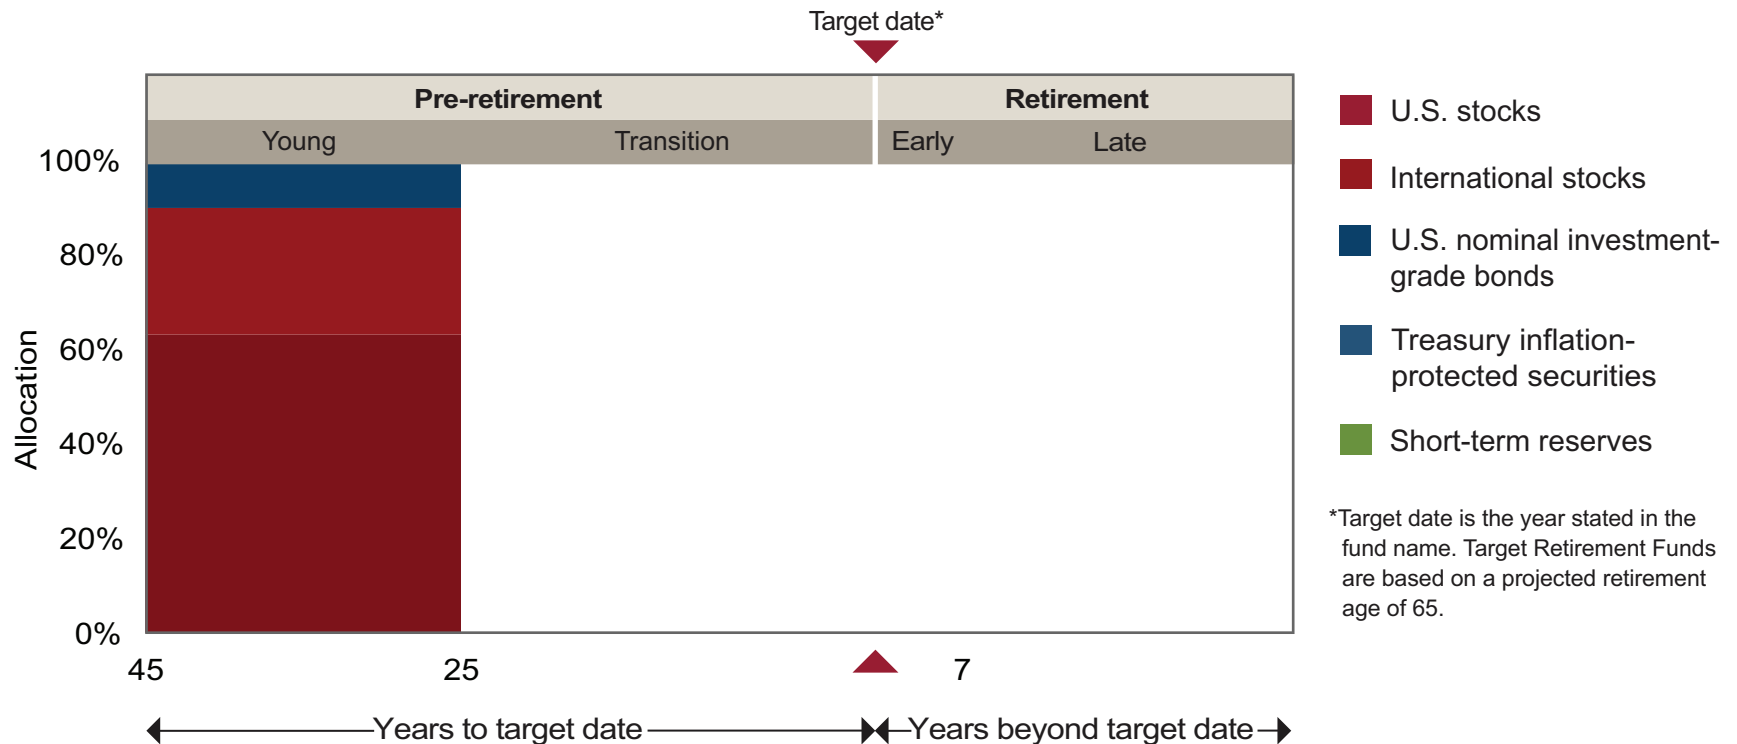 Target date*
Pre-retirement
Retirement
Young
Transition
Early
Late
100%
80%
60%
40%
20%
0%
Allocation
45
25
7
Years to target date
Years beyond target date
U.S. stocks
International stocks
U.S. nominal investment-
grade bonds
Treasury inflation-
protected securities
Short-term reserves
*Target date is the year stated in the
fund name. Target Retirement Funds
are based on a projected retirement
age of 65.